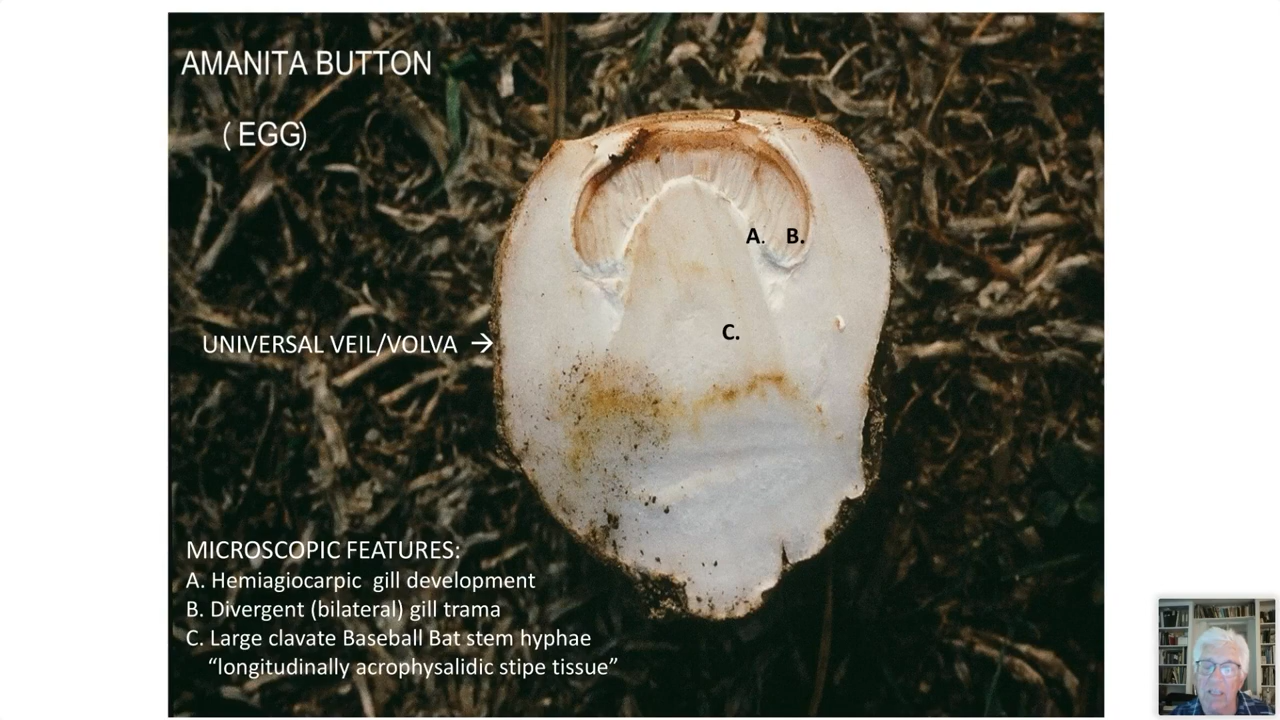 AMANITA BUTTON
( EGG)
A. B.
C.
UNIVERSAL VEIL/VOLVA →
MICROSCOPIC FEATURES:
A. Hemiagiocarpic gill development
B. Divergent (bilateral) gill trama
C. Large clavate Baseball Bat stem hyphae
“longitudinally acrophysalidic stipe tissue”